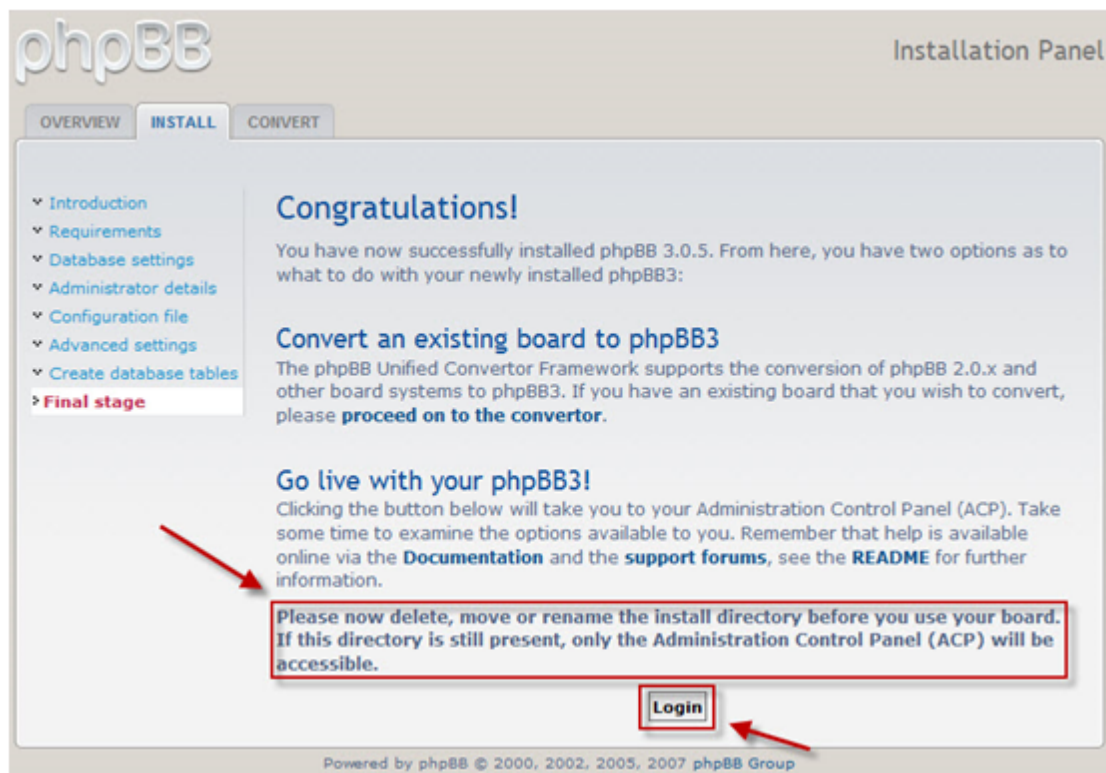 phpBB
Installation Panel
OVERVIEW
INSTALL
CONVERT
Introduction
Requirements
Database settings
Administrator details
Configuration file
Advanced settings
Create database tables
Final stage
Congratulations!
You have now successfully installed phpBB 3.0.5. From here, you have two options as to
what to do with your newly installed phpBB3:
Convert an existing board to phpBB3
The phpBB Unified Convertor Framework supports the conversion of phpBB 2.0.x and
other board systems to phpBB3. If you have an existing board that you wish to convert,
please proceed on to the convertor.
Go live with your phpBB3!
Clicking the button below will take you to your Administration Control Panel (ACP). Take
some time to examine the options available to you. Remember that help is available
online via the Documentation and the support forums, see the README for further
information.
Please now delete, move or rename the install directory before you use your board.
If this directory is still present, only the Administration Control Panel (ACP) will be
accessible.
Login
Powered by phpBB © 2000, 2002, 2005, 2007 phpBB Group